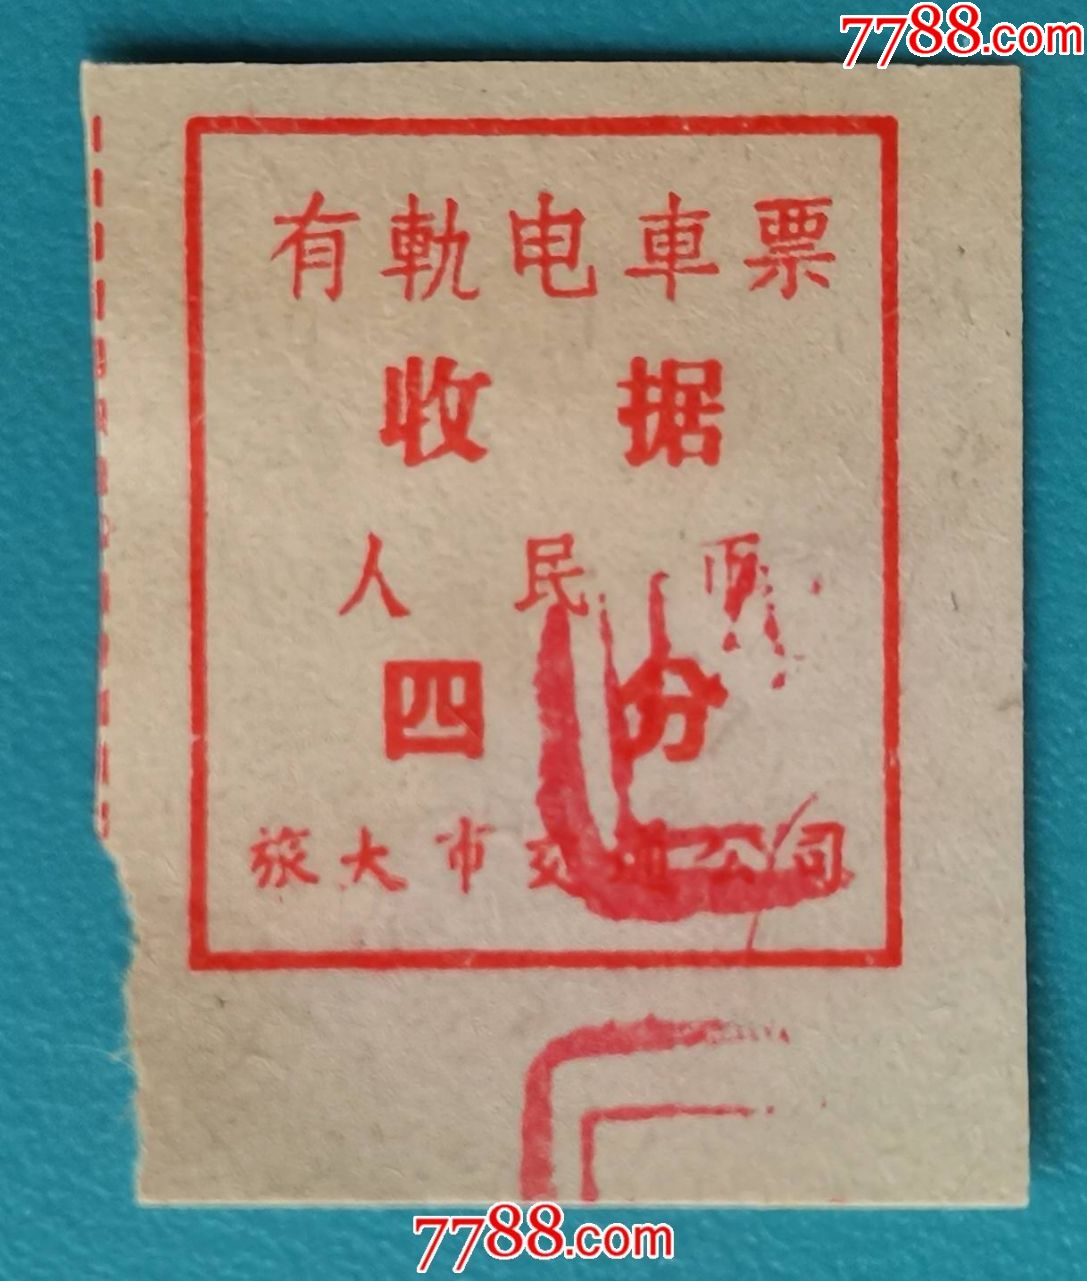 7788.com
有軌电車票
收据
人民币
四分
旅大市交通公司
7788.com